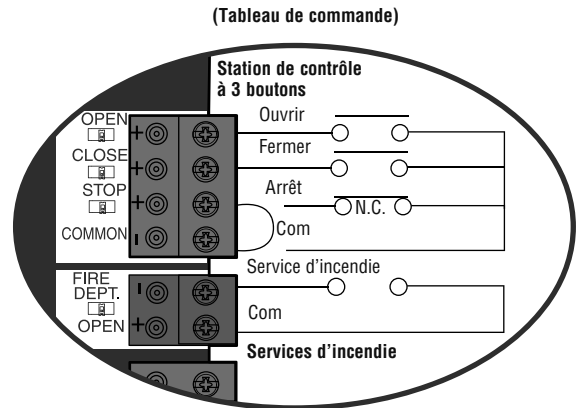 (Tableau de commande)
Station de contrôle
à 3 boutons
OPEN
Ouvrir
CLOSE
Fermer
STOP
Arrêt
N.C.
COMMON
Com
FIRE
DEPT.
OPEN
Service d'incendie
Com
Services d'incendie